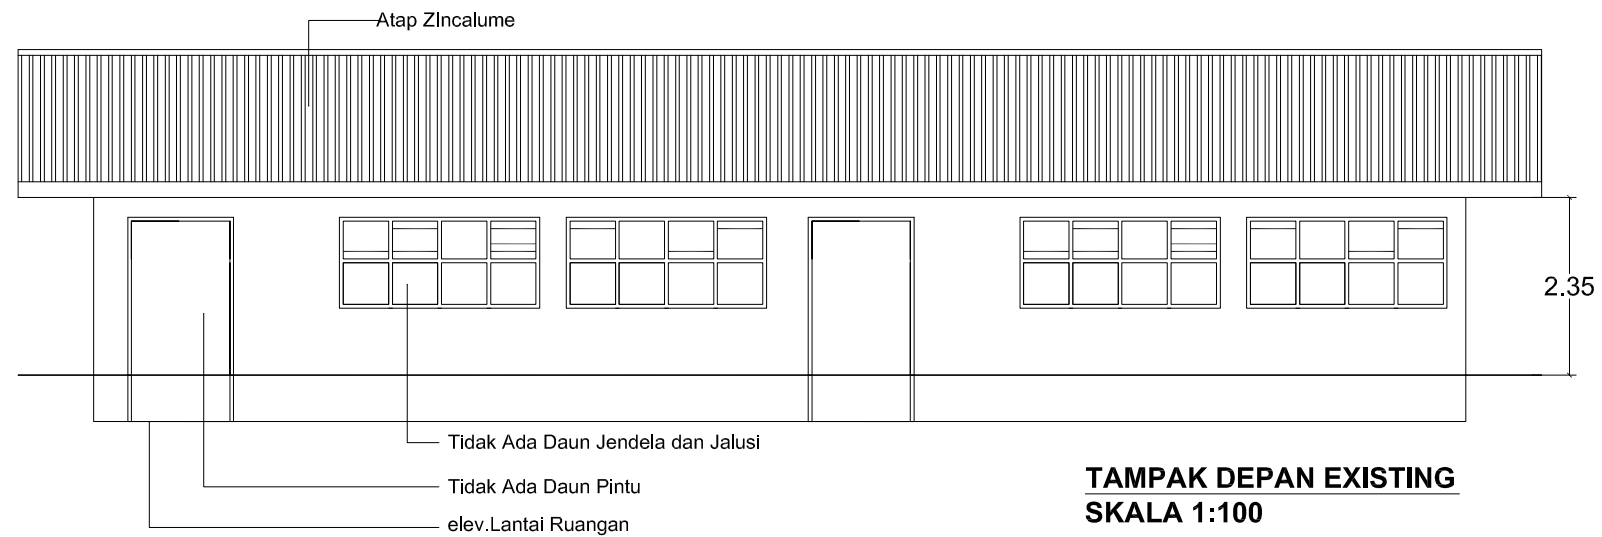 Atap ZIncalume
2.35
Tidak Ada Daun Jendela dan Jalusi
Tidak Ada Daun Pintu
elev.Lantai Ruangan
TAMPAK DEPAN EXISTING
SKALA 1:100